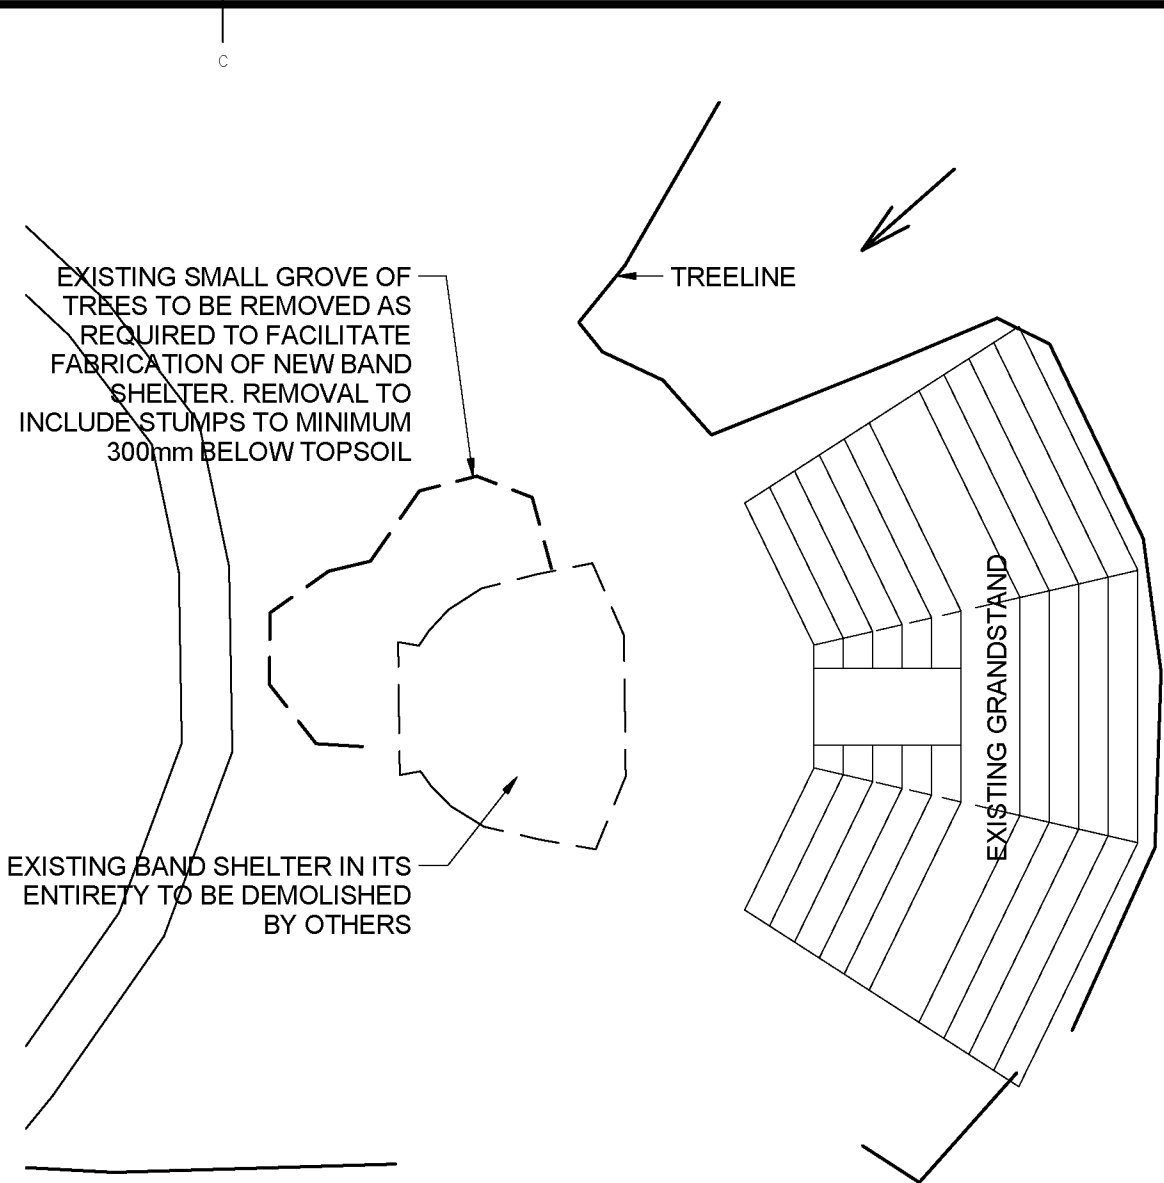 C
EXISTING SMALL GROVE OF
TREES TO BE REMOVED AS
REQUIRED TO FACILITATE
FABRICATION OF NEW BAND
SHELTER. REMOVAL TO
INCLUDE STUMPS TO MINIMUM
300mm BELOW TOPSOIL
TREELINE
EXISTING GRANDSTAND
EXISTING BAND SHELTER IN ITS
ENTIRETY TO BE DEMOLISHED
BY OTHERS